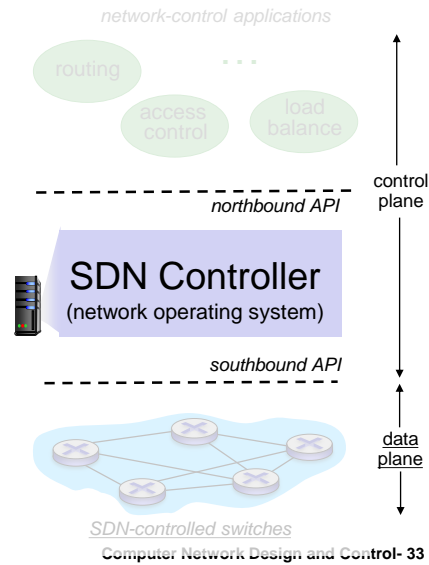 network-control applications
routing
...
access
control
load
balance
control
plane
northbound API
SDN Controller
(network operating system)
southbound API
data
plane
SDN-controlled switches
Computer Network Design and Control- 33